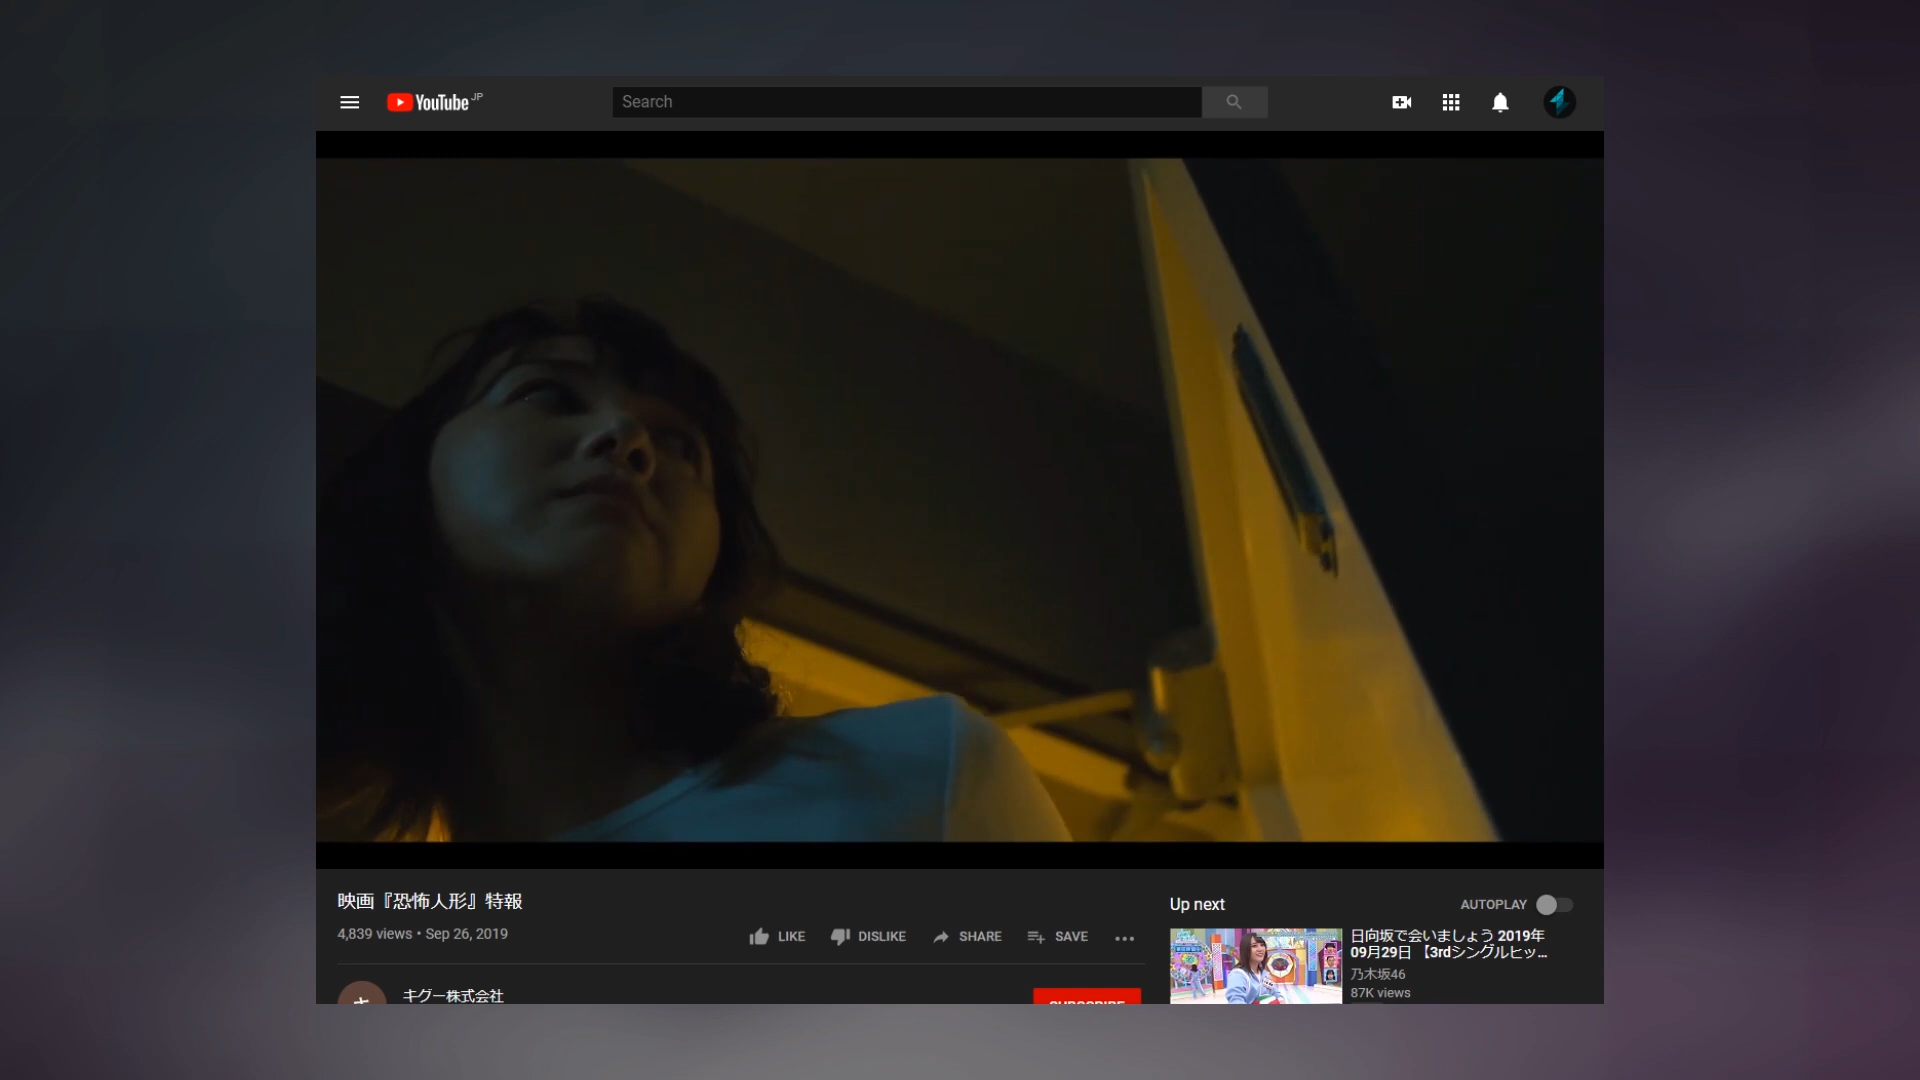 YouTube JP
Search
映画『恐怖人形』特報
4,839 views • Sep 26, 2019
LIKE
DISLIKE
SHARE
SAVE
キグー株式会社
SUBSCRIBE
Up next
AUTOPLAY
日向坂で会いましょう 2019年
09月29日 【3rdシングルヒッ...
乃木坂46
87K views